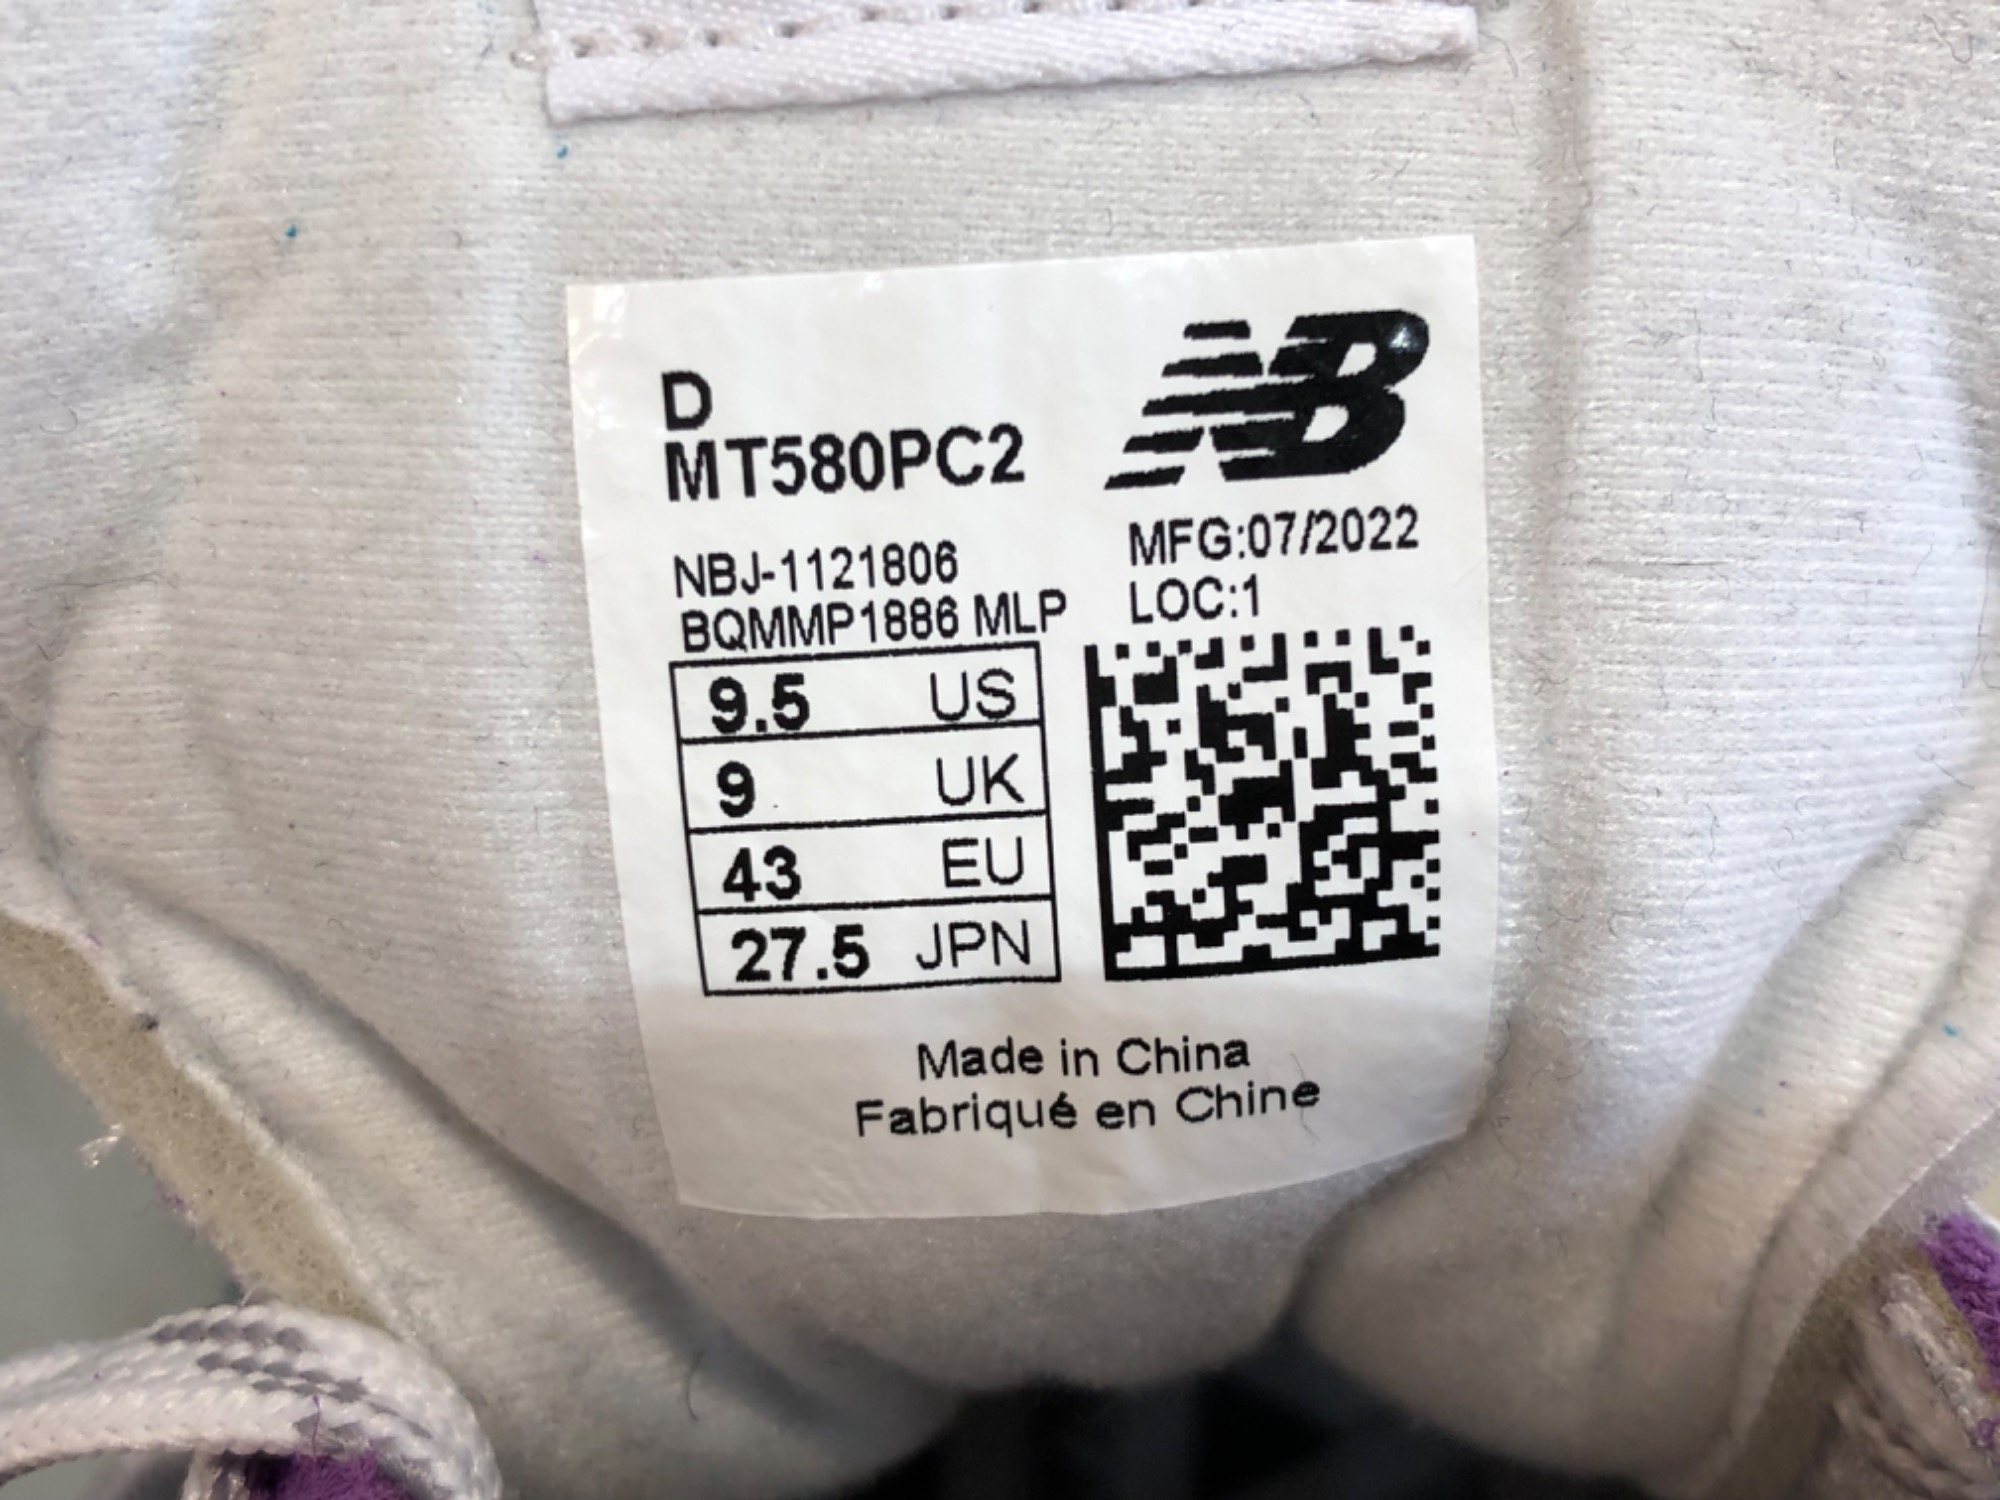 D
MT580PC2
NB
NBJ-1121806
BQMMP1886 MLP
MFG:07/2022
LOC:1
9.5 US
9 UK
43 EU
27.5 JPN
Made in China
Fabriqué en Chine